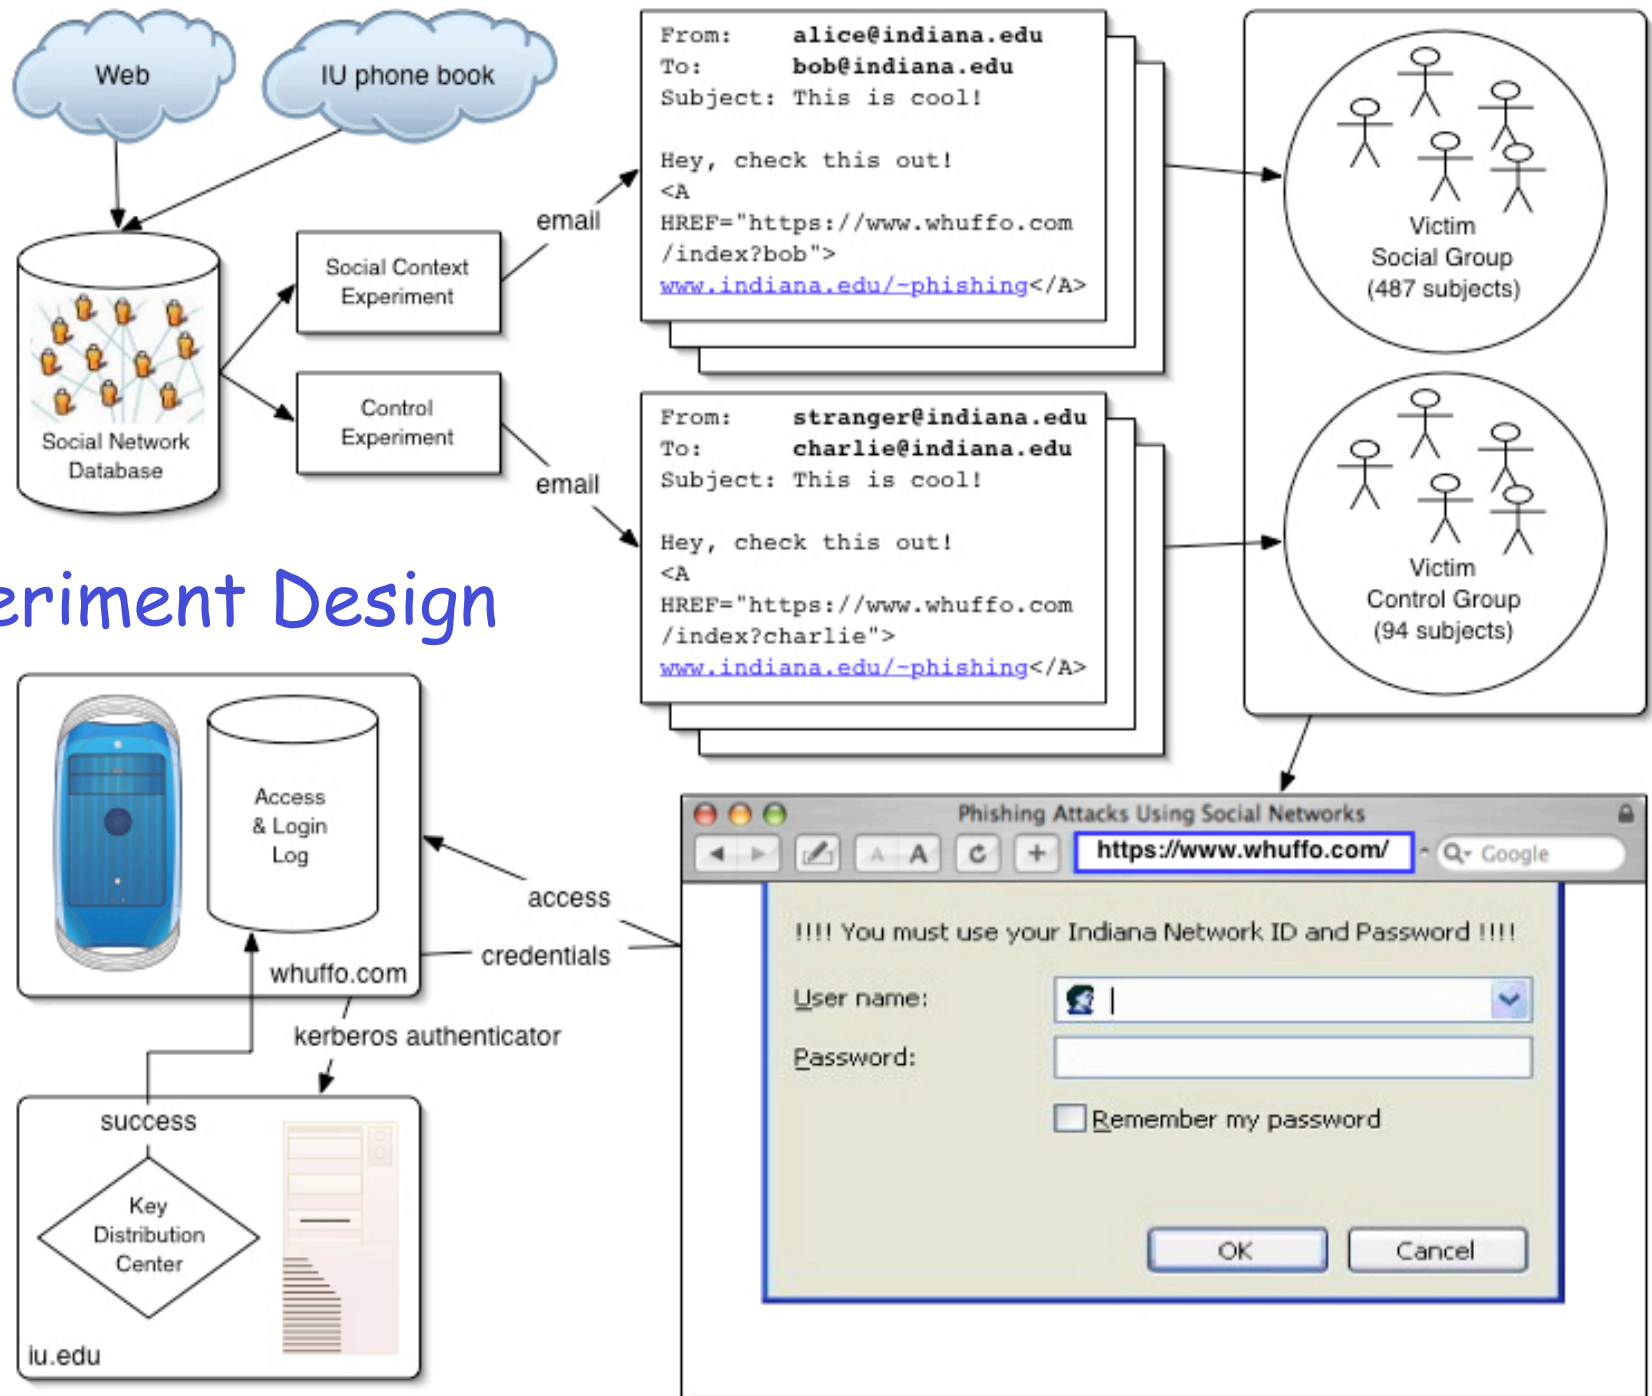 Web
IU phone book
Social Network
Database
Social Context
Experiment
Control
Experiment
email
email
From: alice@indiana.edu
To: bob@indiana.edu
Subject: This is cool!
Hey, check this out!
<A
HREF="https://www.whuffo.com
/index?bob">
www.indiana.edu/~phishing</A>
From: stranger@indiana.edu
To: charlie@indiana.edu
Subject: This is cool!
Hey, check this out!
<A
HREF="https://www.whuffo.com
/index?charlie">
www.indiana.edu/~phishing</A>
Victim
Social Group
(487 subjects)
Victim
Control Group
(94 subjects)
eriment Design
Access
& Login
Log
whuffo.com
access
credentials
kerberos authenticator
success
Key
Distribution
Center
iu.edu
Phishing Attacks Using Social Networks
A A
https://www.whuffo.com/
Google
!!!! You must use your Indiana Network ID and Password !!!!
User name:
Password:
Remember my password
OK
Cancel